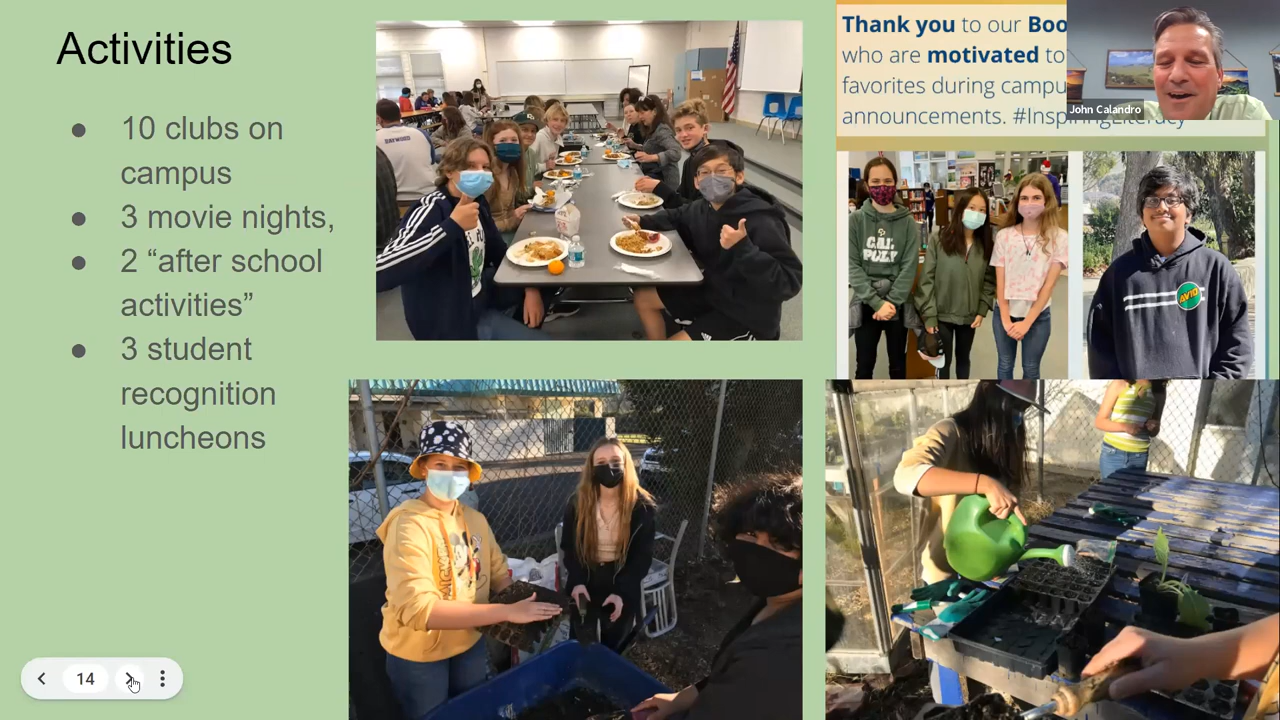 Activities
● 10 clubs on
campus
● 3 movie nights,
● 2 “after school
activities”
● 3 student
recognition
luncheons
Thank you to our Boo
who are motivated to
favorites during campu
announcements. #InspiringLiteracy
John Calandro
CAL
POLY
AVID
14